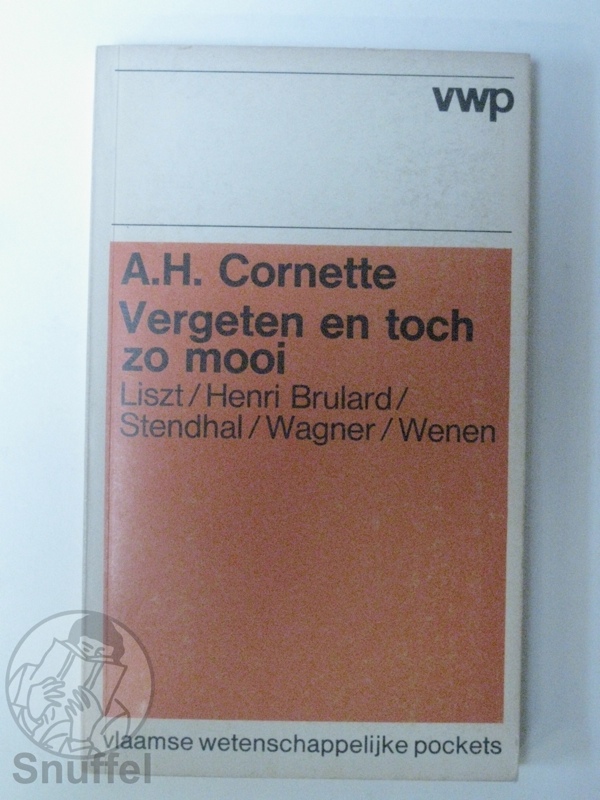 vwp
A.H. Cornette
Vergeten en toch
zo mooi
Liszt/Henri Brulard/
Stendhal/Wagner/Wenen
vlaamse wetenschappelijke pockets
Snuffel